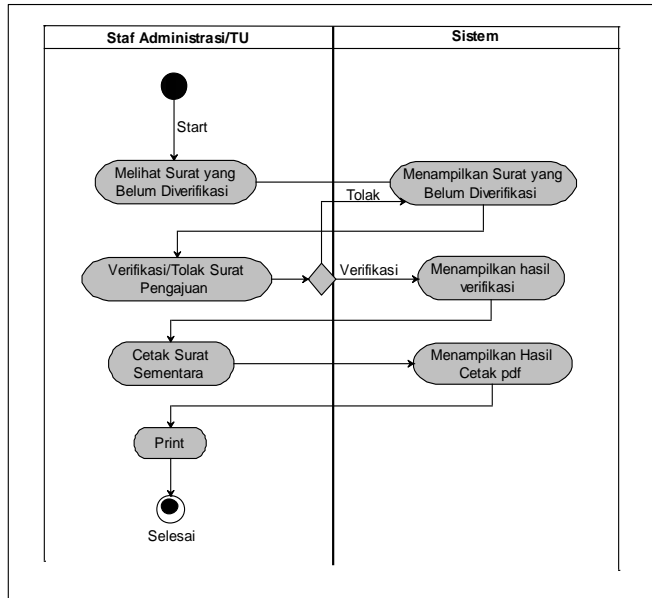 Staf Administrasi/TU
Sistem
Start
Melihat Surat yang
Belum Diverifikasi
Menampilkan Surat yang
Belum Diverifikasi
Tolak
Verifikasi/Tolak Surat
Pengajuan
Verifikasi
Menampilkan hasil
verifikasi
Cetak Surat
Sementara
Menampilkan Hasil
Cetak pdf
Print
Selesai